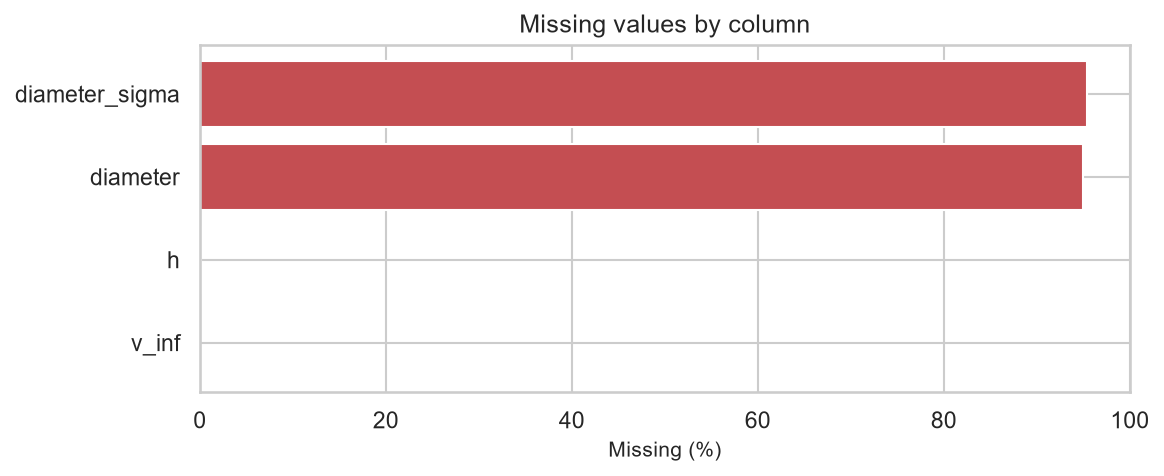 Missing values by column
diameter_sigma
diameter
h
v_inf
0 20 40 60 80 100
Missing (%)